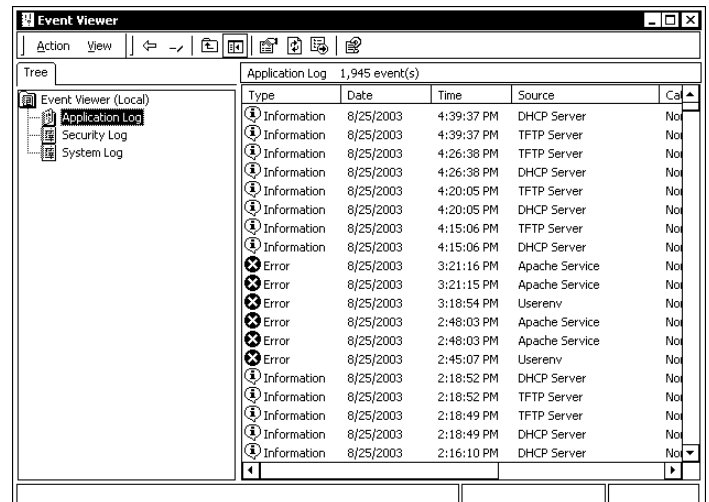 Event Viewer
Action View
Tree
Application Log 1,945 event(s)
Event Viewer (Local)
Application Log
Security Log
System Log
Type Date Time Source
Information 8/25/2003 4:39:37 PM DHCP Server
Information 8/25/2003 4:39:37 PM TFTP Server
Information 8/25/2003 4:26:38 PM TFTP Server
Information 8/25/2003 4:26:38 PM DHCP Server
Information 8/25/2003 4:20:05 PM TFTP Server
Information 8/25/2003 4:20:05 PM DHCP Server
Information 8/25/2003 4:15:06 PM TFTP Server
Information 8/25/2003 4:15:06 PM DHCP Server
Error 8/25/2003 3:21:16 PM Apache Service
Error 8/25/2003 3:21:15 PM Apache Service
Error 8/25/2003 3:18:54 PM Userenv
Error 8/25/2003 2:48:03 PM Apache Service
Error 8/25/2003 2:48:03 PM Apache Service
Error 8/25/2003 2:45:07 PM Userenv
Information 8/25/2003 2:18:52 PM DHCP Server
Information 8/25/2003 2:18:52 PM TFTP Server
Information 8/25/2003 2:18:49 PM TFTP Server
Information 8/25/2003 2:18:49 PM DHCP Server
Information 8/25/2003 2:16:10 PM DHCP Server